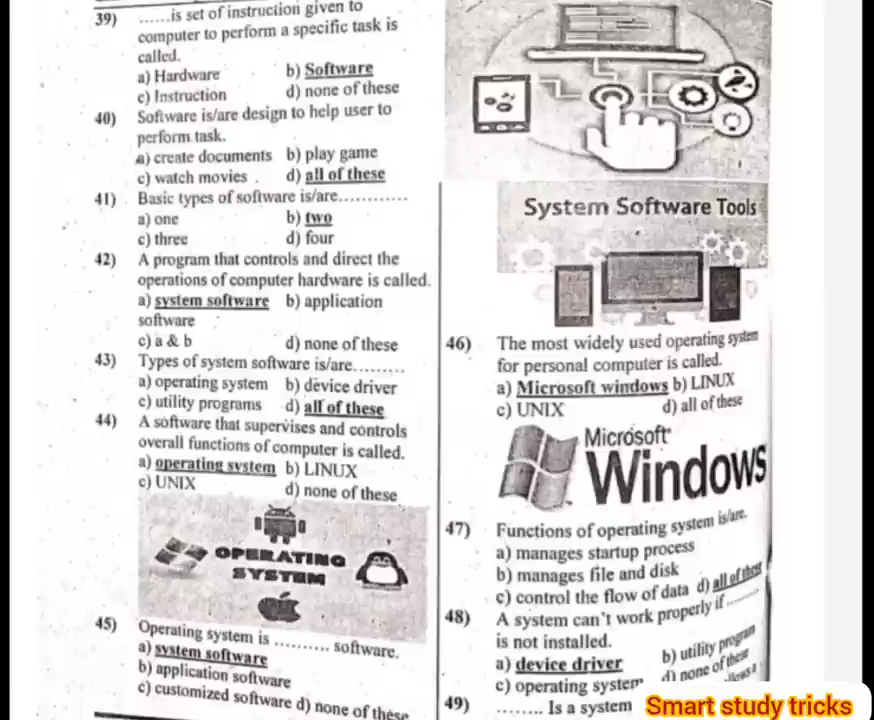 39) ......is set of instruction given to
computer to perform a specific task is
called.
a) Hardware b) Software
c) Instruction d) none of these
40) Software is/are design to help user to
perform task.
a) create documents b) play game
c) watch movies . d) all of these
41) Basic types of software is/are............
a) one b) two
c) three d) four
42) A program that controls and direct the
operations of computer hardware is called.
a) system software b) application
software
c) a & b d) none of these
43) Types of system software is/are.........
a) operating system b) device driver
c) utility programs d) all of these
44) A software that supervises and controls
overall functions of computer is called.
a) operating system b) LINUX
c) UNIX d) none of these
OPERATING
SYSTEM
45) Operating system is .......... software.
a) system software
b) application software
c) customized software d) none of these
System Software Tools
46) The most widely used operating system
for personal computer is called.
a) Microsoft windows b) LINUX
c) UNIX d) all of these
Microsoft
Windows
47) Functions of operating system is/are.
a) manages startup process
b) manages file and disk
c) control the flow of data d) all of these
48) A system can't work properly if ........
is not installed.
a) device driver b) utility program
c) operating system d) none of these
49) ........ Is a system
Smart study tricks